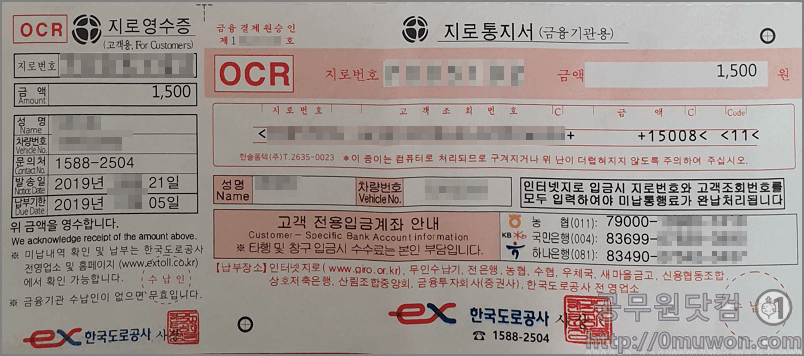 OCR 지로영수증
(고객용, For Customers)
지로번호
금 액 Amount 1,500
성 명 Name
차량번호 Vehicle No.
문의처 Contact No. 1588-2504
발송일 Notice Date 2019년 21일
납부기한 Due Date 2019년 05일
위 금액을 영수합니다.
We acknowledge receipt of the amount above.
※ 미납내역 확인 및 납부는 한국도로공사
전영업소 및 홈페이지 (www.extoll.co.kr)
에서 확인 가능합니다.
수 납 인
※ 금융기관 수납인이 없으면 무효입니다.
ex 한국도로공사 사장
금융결제원승인
제1 호
지로통지서 (금융기관용)
OCR 지로번호 금액 1,500 원
지 로 번 호 고 객 조 회 번 호 C 금 액 C Code
< + +15008< <11<
한솔폼텍(주)T.2635-0023 ※ 이 종이는 컴퓨터로 처리되므로 구겨지거나 위 난이 더럽혀지지 않도록 주의하여 주십시오.
성명 Name 차량번호 Vehicle No.
인터넷지로 입금시 지로번호와 고객조회번호를
모두 입력하여야 미납통행료가 완납처리됩니다
고객 전용입금계좌 안내
Customer - Specific Bank Account information
※ 타행 및 창구 입금시 수수료는 본인 부담입니다.
농 협(011): 79000-
KB 국민은행(004): 83699-
하나은행(081): 83490-
【납부장소】인터넷지로 (www.giro.or.kr), 무인수납기, 전은행, 농협, 수협, 우체국, 새마을금고, 신용협동조합,
상호저축은행, 산림조합중앙회, 금융투자회사(증권사), 한국도로공사 전영업소
ex 한국도로공사 사장
☎ 1588-2504
공무원닷컴 ①
http://0muwon.com